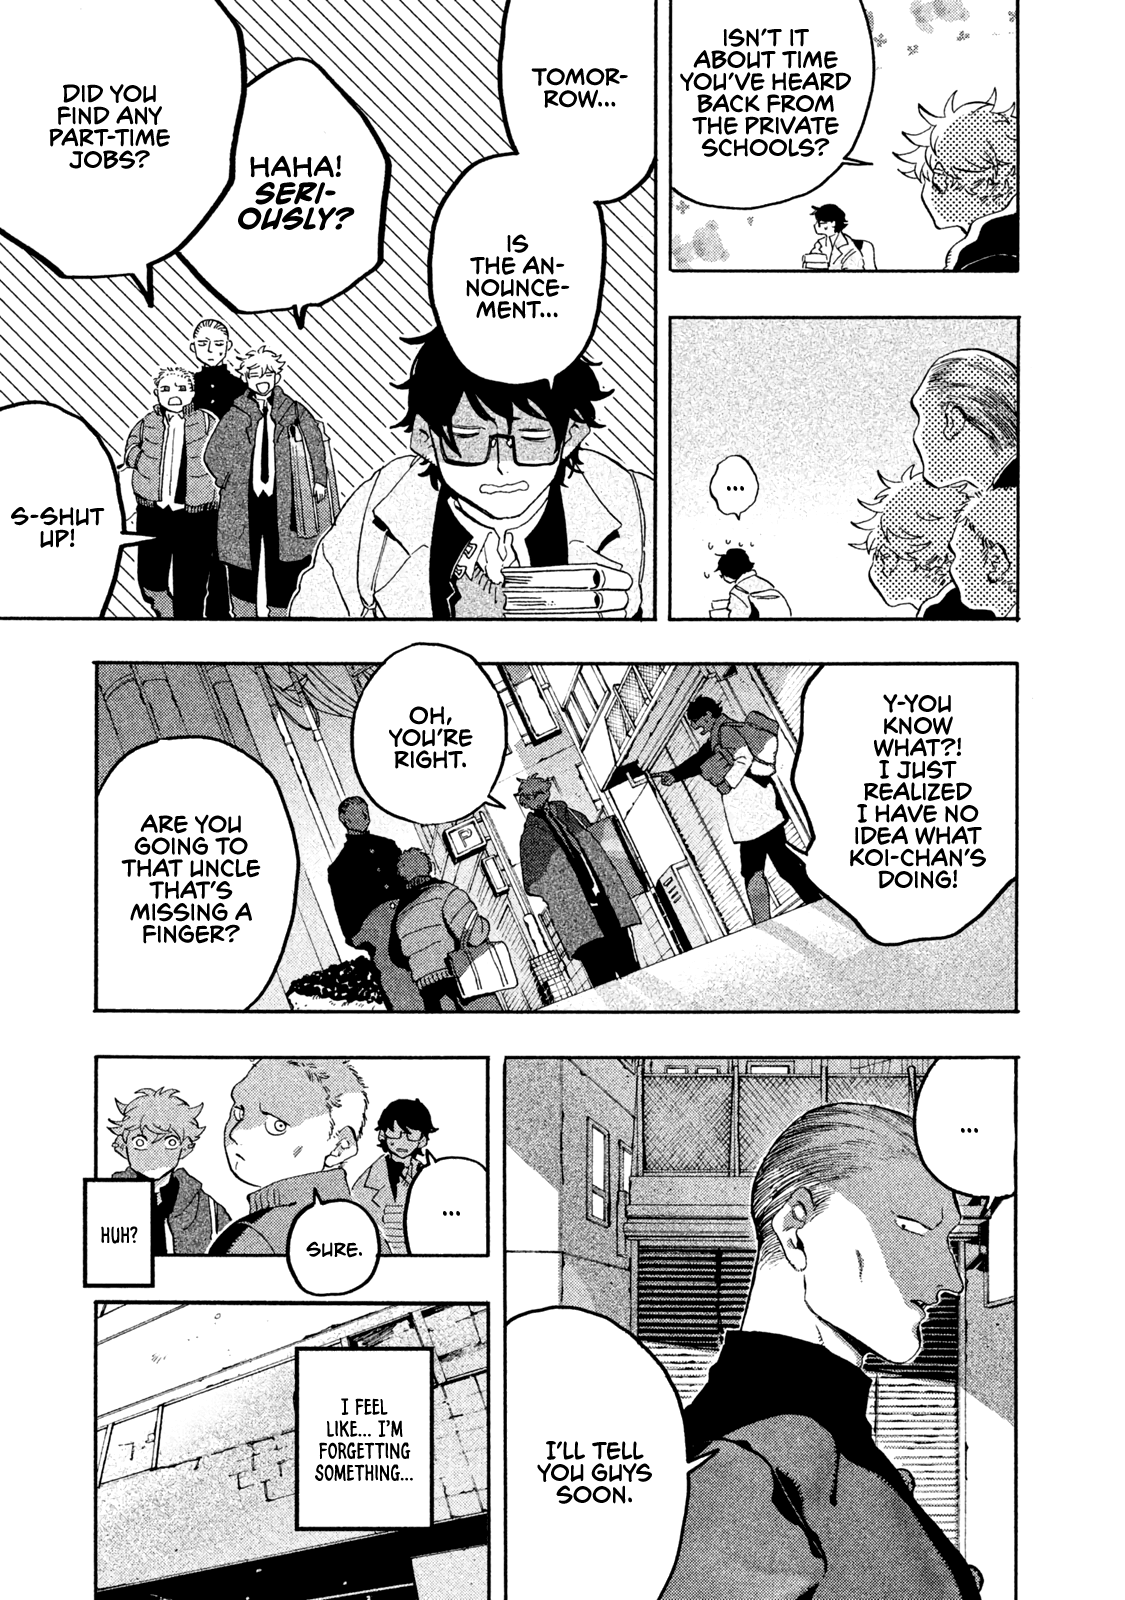 ISN'T IT
ABOUT TIME
YOU'VE HEARD
BACK FROM
THE PRIVATE
SCHOOLS?
...
TOMOR-
ROW...
IS
THE AN-
NOUNCE-
MENT...
HAHA!
SERI-
OUSLY?
DID YOU
FIND ANY
PART-TIME
JOBS?
S-SHUT
UP!
Y-YOU
KNOW
WHAT?!
I JUST
REALIZED
I HAVE NO
IDEA WHAT
KOI-CHAN'S
DOING!
OH,
YOU'RE
RIGHT.
P
ARE YOU
GOING TO
THAT UNCLE
THAT'S
MISSING A
FINGER?
...
I'LL TELL
YOU GUYS
SOON.
...
SURE.
HUH?
I FEEL
LIKE... I'M
FORGETTING
SOMETHING...